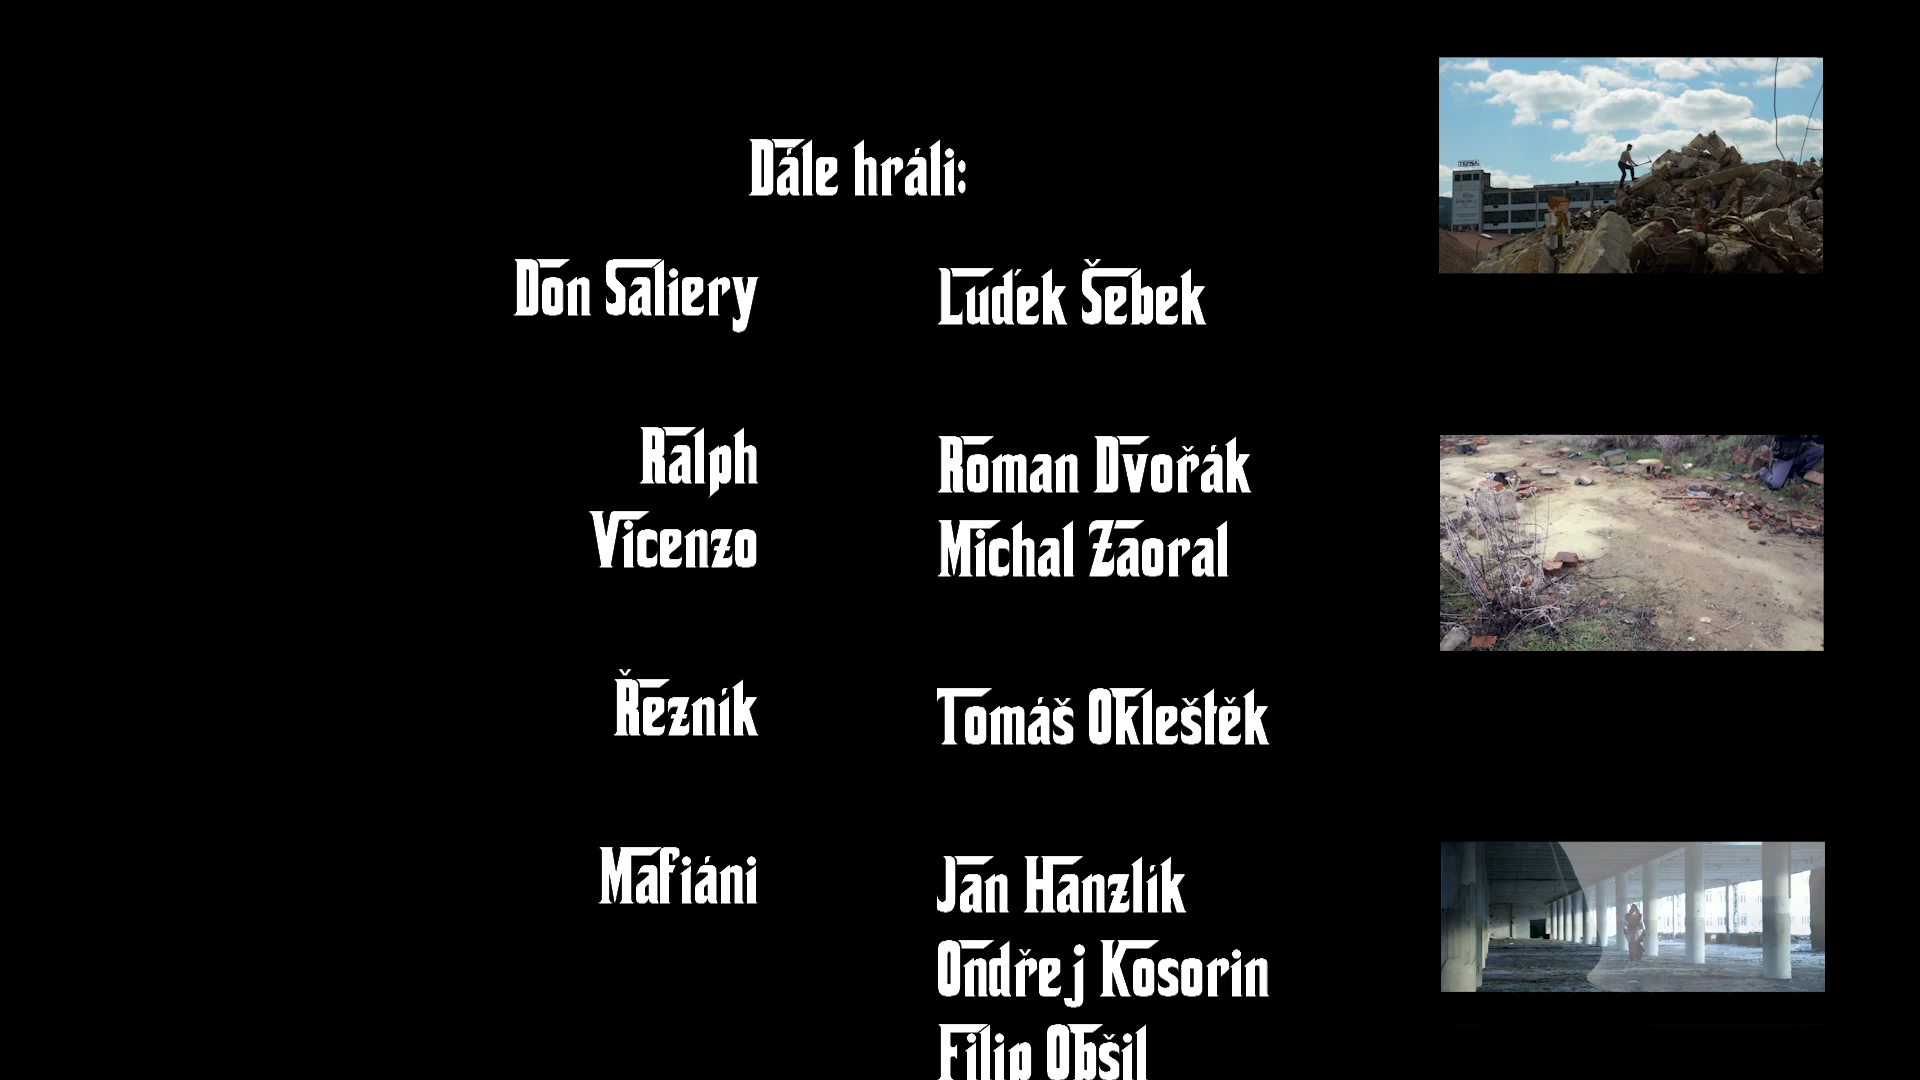 Dále hráli:
Don Saliery Luděk Šebek
Ralph Roman Dvořák
Vicenzo Michal Zaoral
Řezník Tomáš Okleštěk
Mafiáni Jan Hanzlík
Ondřej Kosorin
Filip Obšil